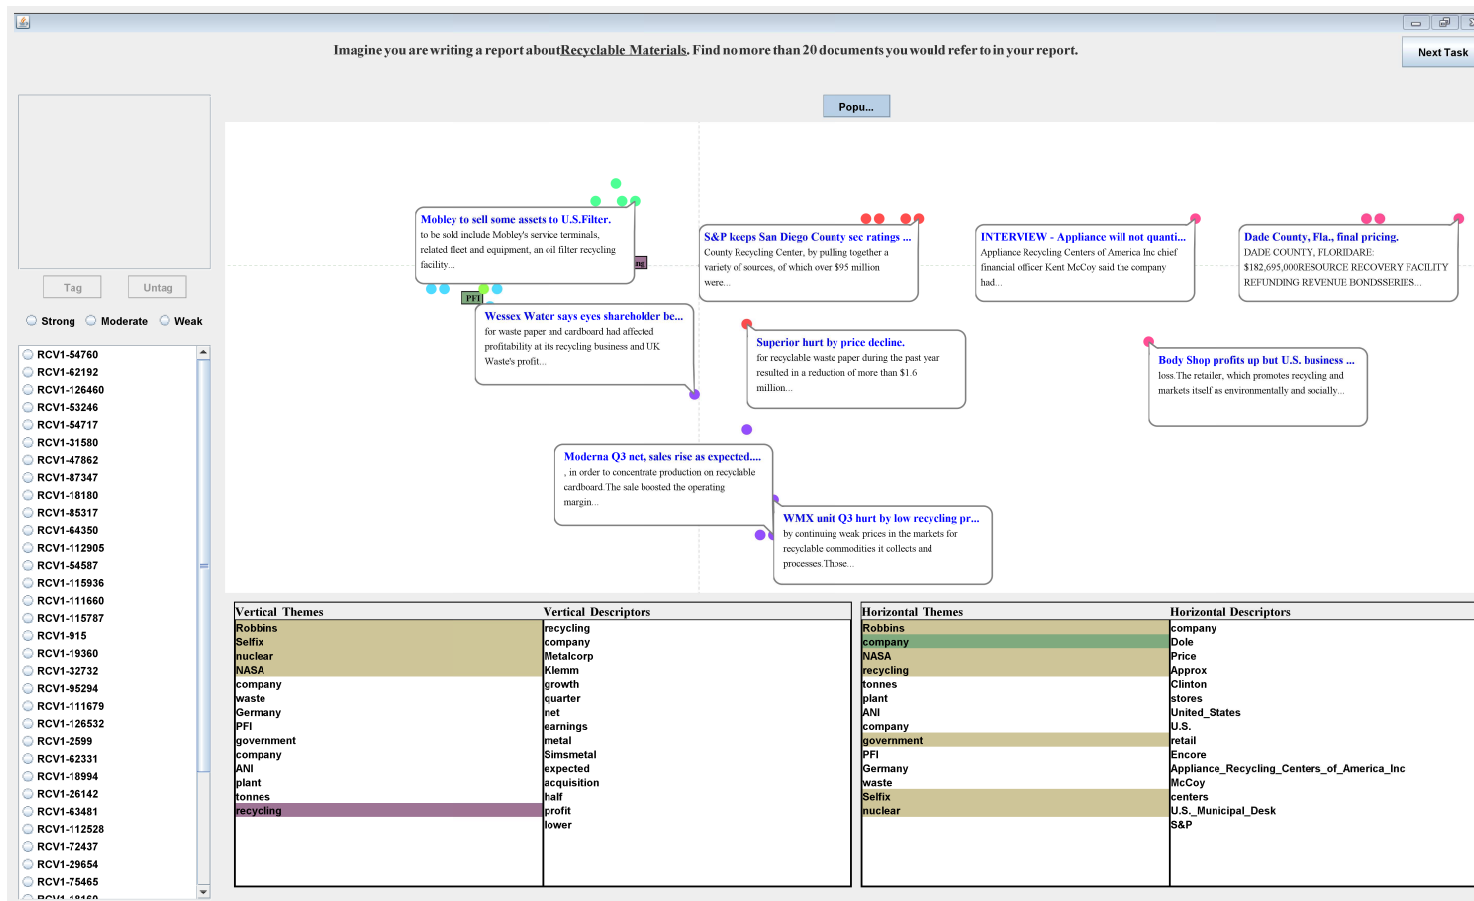 Imagine you are writing a report about Recyclable Materials. Find no more than 20 documents you would refer to in your report.
Next Task
Popu...
Tag
Untag
Strong
Moderate
Weak
RCV1-54760
RCV1-62192
RCV1-126460
RCV1-53246
RCV1-54717
RCV1-31580
RCV1-47862
RCV1-87347
RCV1-18180
RCV1-85317
RCV1-64350
RCV1-112905
RCV1-54587
RCV1-115936
RCV1-111660
RCV1-115787
RCV1-915
RCV1-19360
RCV1-32732
RCV1-95294
RCV1-111679
RCV1-126532
RCV1-2599
RCV1-62331
RCV1-18994
RCV1-26142
RCV1-63481
RCV1-112528
RCV1-72437
RCV1-29654
RCV1-75465
Mobley to sell some assets to U.S.Filter.
to be sold include Mobley's service terminals,
related fleet and equipment, an oil filter recycling
facility...
ng
PFI
S&P keeps San Diego County sec ratings ...
County Recycling Center, by pulling together a
variety of sources, of which over $95 million
were...
INTERVIEW - Appliance will not quanti...
Appliance Recycling Centers of America Inc chief
financial officer Kent McCoy said the company
had...
Dade County, Fla., final pricing.
DADE COUNTY, FLORIDARE:
$182,695,000RESOURCE RECOVERY FACILITY
REFUNDING REVENUE BONDSSERIES...
Wessex Water says eyes shareholder be...
for waste paper and cardboard had affected
profitability at its recycling business and UK
Waste's profit...
Superior hurt by price decline.
for recyclable waste paper during the past year
resulted in a reduction of more than $1.6
million...
Body Shop profits up but U.S. business ...
loss.The retailer, which promotes recycling and
markets itself as environmentally and socially...
Moderna Q3 net, sales rise as expected....
, in order to concentrate production on recyclable
cardboard.The sale boosted the operating
margin...
WMX unit Q3 hurt by low recycling pr...
by continuing weak prices in the markets for
recyclable commodities it collects and
processes.Those...
Vertical Themes
Robbins
Selfix
nuclear
NASA
company
waste
Germany
PFI
government
company
ANI
plant
tonnes
recycling
Vertical Descriptors
recycling
company
Metalcorp
Klemm
growth
quarter
net
earnings
metal
Simsmetal
expected
acquisition
half
profit
lower
Horizontal Themes
Robbins
company
NASA
recycling
tonnes
plant
ANI
company
government
PFI
Germany
waste
Selfix
nuclear
Horizontal Descriptors
company
Dole
Price
Approx
Clinton
stores
United_States
U.S.
retail
Encore
Appliance_Recycling_Centers_of_America_Inc
McCoy
centers
U.S._Municipal_Desk
S&P